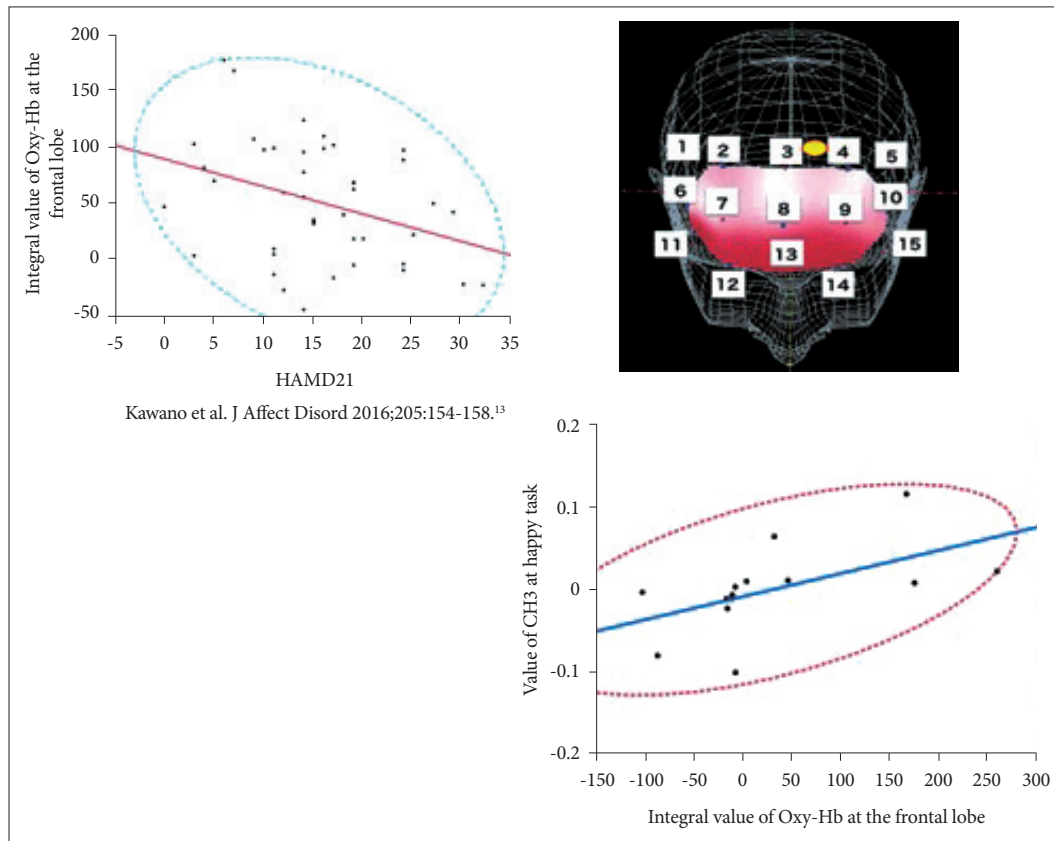 200
150
100
50
0
-50
-5 0 5 10 15 20 25 30 35
Integral value of Oxy-Hb at the
frontal lobe
HAMD21
Kawano et al. J Affect Disord 2016;205:154-158.¹³
1 2 3 4 5
6 7 8 9 10
11 12 13 14 15
0.2
0.1
0
-0.1
-0.2
-150 -100 -50 0 50 100 150 200 250 300
Value of CH3 at happy task
Integral value of Oxy-Hb at the frontal lobe